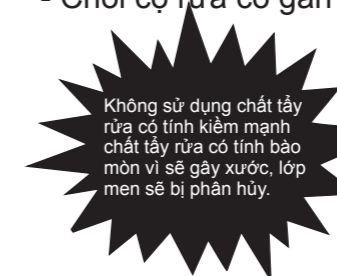 - Chổi cọ rửa có gắn
Không sử dụng chất tẩy
rửa có tính kiềm mạnh
chất tẩy rửa có tính bào
mòn vì sẽ gây xước, lớp
men sẽ bị phân hủy.